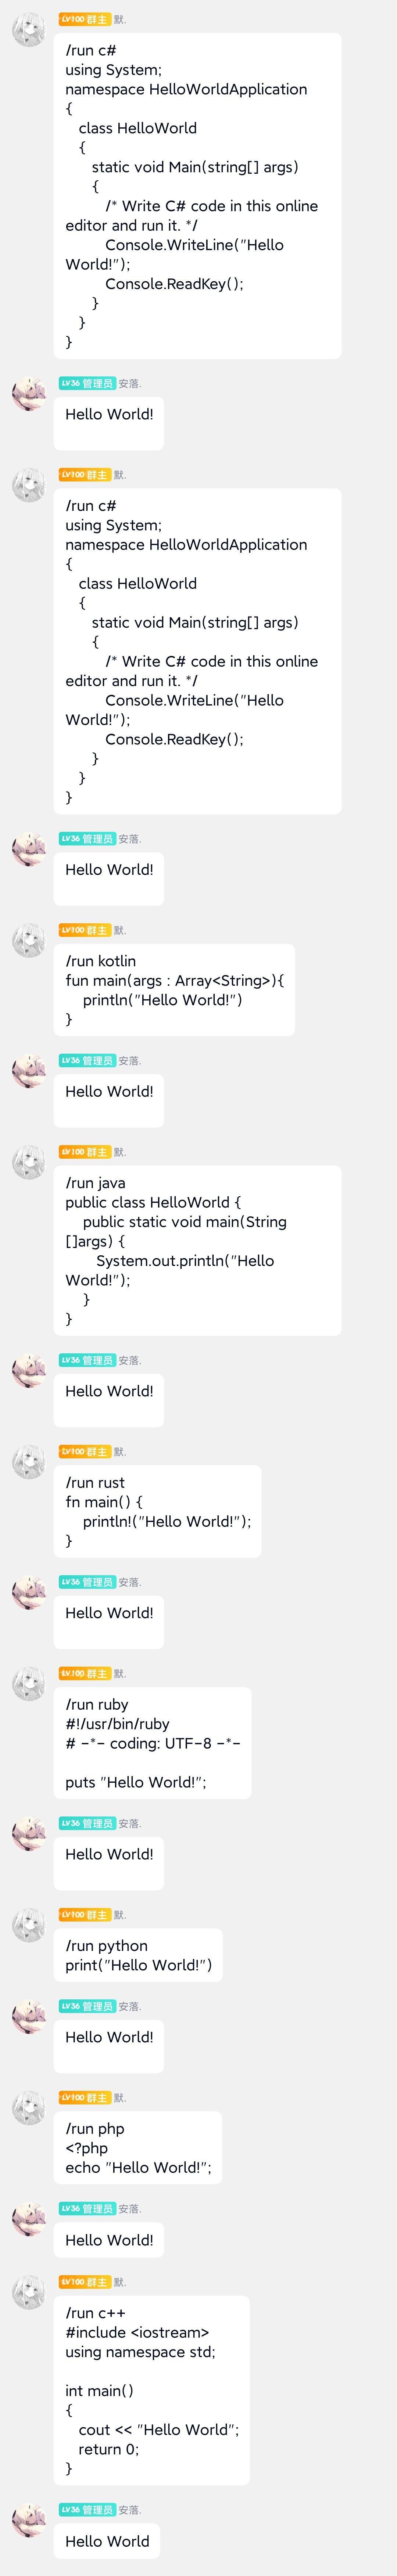 LV100 群主 默.
/run c#
using System;
namespace HelloWorldApplication
{
class HelloWorld
{
static void Main(string[] args)
{
/* Write C# code in this online
editor and run it. */
Console.WriteLine("Hello
World!");
Console.ReadKey();
}
}
}
LV36 管理员 安落.
Hello World!
LV100 群主 默.
/run c#
using System;
namespace HelloWorldApplication
{
class HelloWorld
{
static void Main(string[] args)
{
/* Write C# code in this online
editor and run it. */
Console.WriteLine("Hello
World!");
Console.ReadKey();
}
}
}
LV36 管理员 安落.
Hello World!
LV100 群主 默.
/run kotlin
fun main(args : Array<String>){
println("Hello World!")
}
LV36 管理员 安落.
Hello World!
LV100 群主 默.
/run java
public class HelloWorld {
public static void main(String
[]args) {
System.out.println("Hello
World!");
}
}
LV36 管理员 安落.
Hello World!
LV100 群主 默.
/run rust
fn main() {
println!("Hello World!");
}
LV36 管理员 安落.
Hello World!
LV100 群主 默.
/run ruby
#!/usr/bin/ruby
# -*- coding: UTF-8 -*-
puts "Hello World!";
LV36 管理员 安落.
Hello World!
LV100 群主 默.
/run python
print("Hello World!")
LV36 管理员 安落.
Hello World!
LV100 群主 默.
/run php
<?php
echo "Hello World!";
LV36 管理员 安落.
Hello World!
LV100 群主 默.
/run c++
#include <iostream>
using namespace std;
int main()
{
cout << "Hello World";
return 0;
}
LV36 管理员 安落.
Hello World